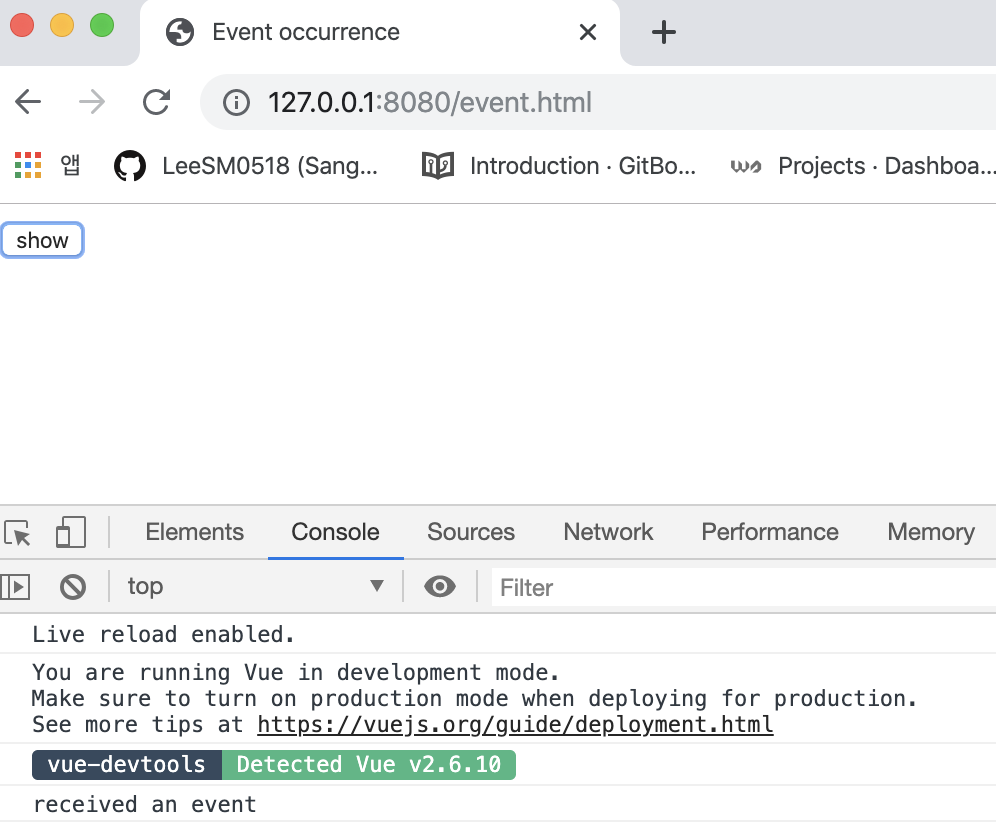 Event occurrence
127.0.0.1:8080/event.html
앱 LeeSM0518 (Sang... Introduction · GitBo... Projects · Dashboa...
show
Elements Console Sources Network Performance Memory
top Filter
Live reload enabled.
You are running Vue in development mode.
Make sure to turn on production mode when deploying for production.
See more tips at https://vuejs.org/guide/deployment.html
vue-devtools Detected Vue v2.6.10
received an event